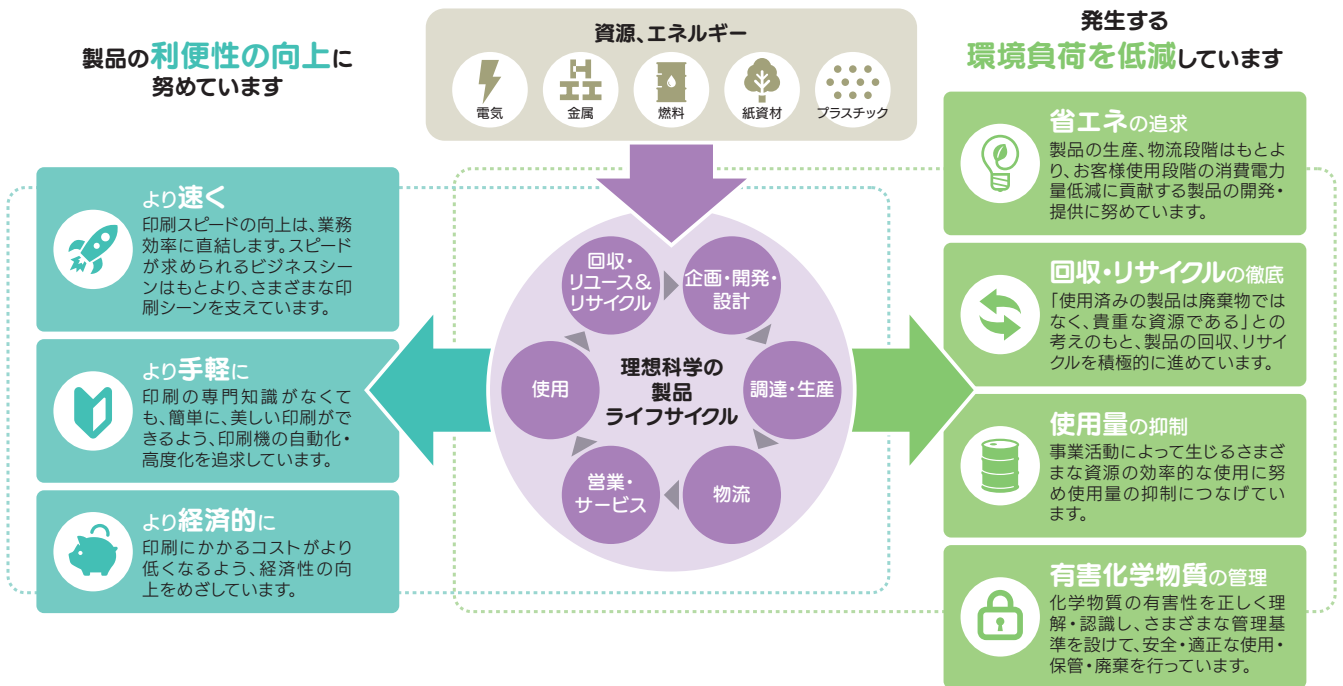 製品の利便性の向上に
努めています
資源、エネルギー
電気
金属
燃料
紙資材
プラスチック
発生する
環境負荷を低減しています
より速く
印刷スピードの向上は、業務
効率に直結します。スピード
が求められるビジネスシー
ンはもとより、さまざまな印
刷シーンを支えています。
より手軽に
印刷の専門知識がなくて
も、簡単に、美しい印刷がで
きるよう、印刷機の自動化・
高度化を追求しています。
より経済的に
印刷にかかるコストがより
低くなるよう、経済性の向
上をめざしています。
回収・
リユース&
リサイクル
企画・開発・
設計
使用
理想科学の
製品
ライフサイクル
調達・生産
営業・
サービス
物流
省エネの追求
製品の生産、物流段階はもとよ
り、お客様使用段階の消費電力
量低減に貢献する製品の開発・
提供に努めています。
回収・リサイクルの徹底
「使用済みの製品は廃棄物では
なく、貴重な資源である」との
考えのもと、製品の回収、リサイ
クルを積極的に進めています。
使用量の抑制
事業活動によって生じるさまざ
まな資源の効率的な使用に努
め使用量の抑制につなげてい
ます。
有害化学物質の管理
化学物質の有害性を正しく理
解・認識し、さまざまな管理基
準を設けて、安全・適正な使用・
保管・廃棄を行っています。